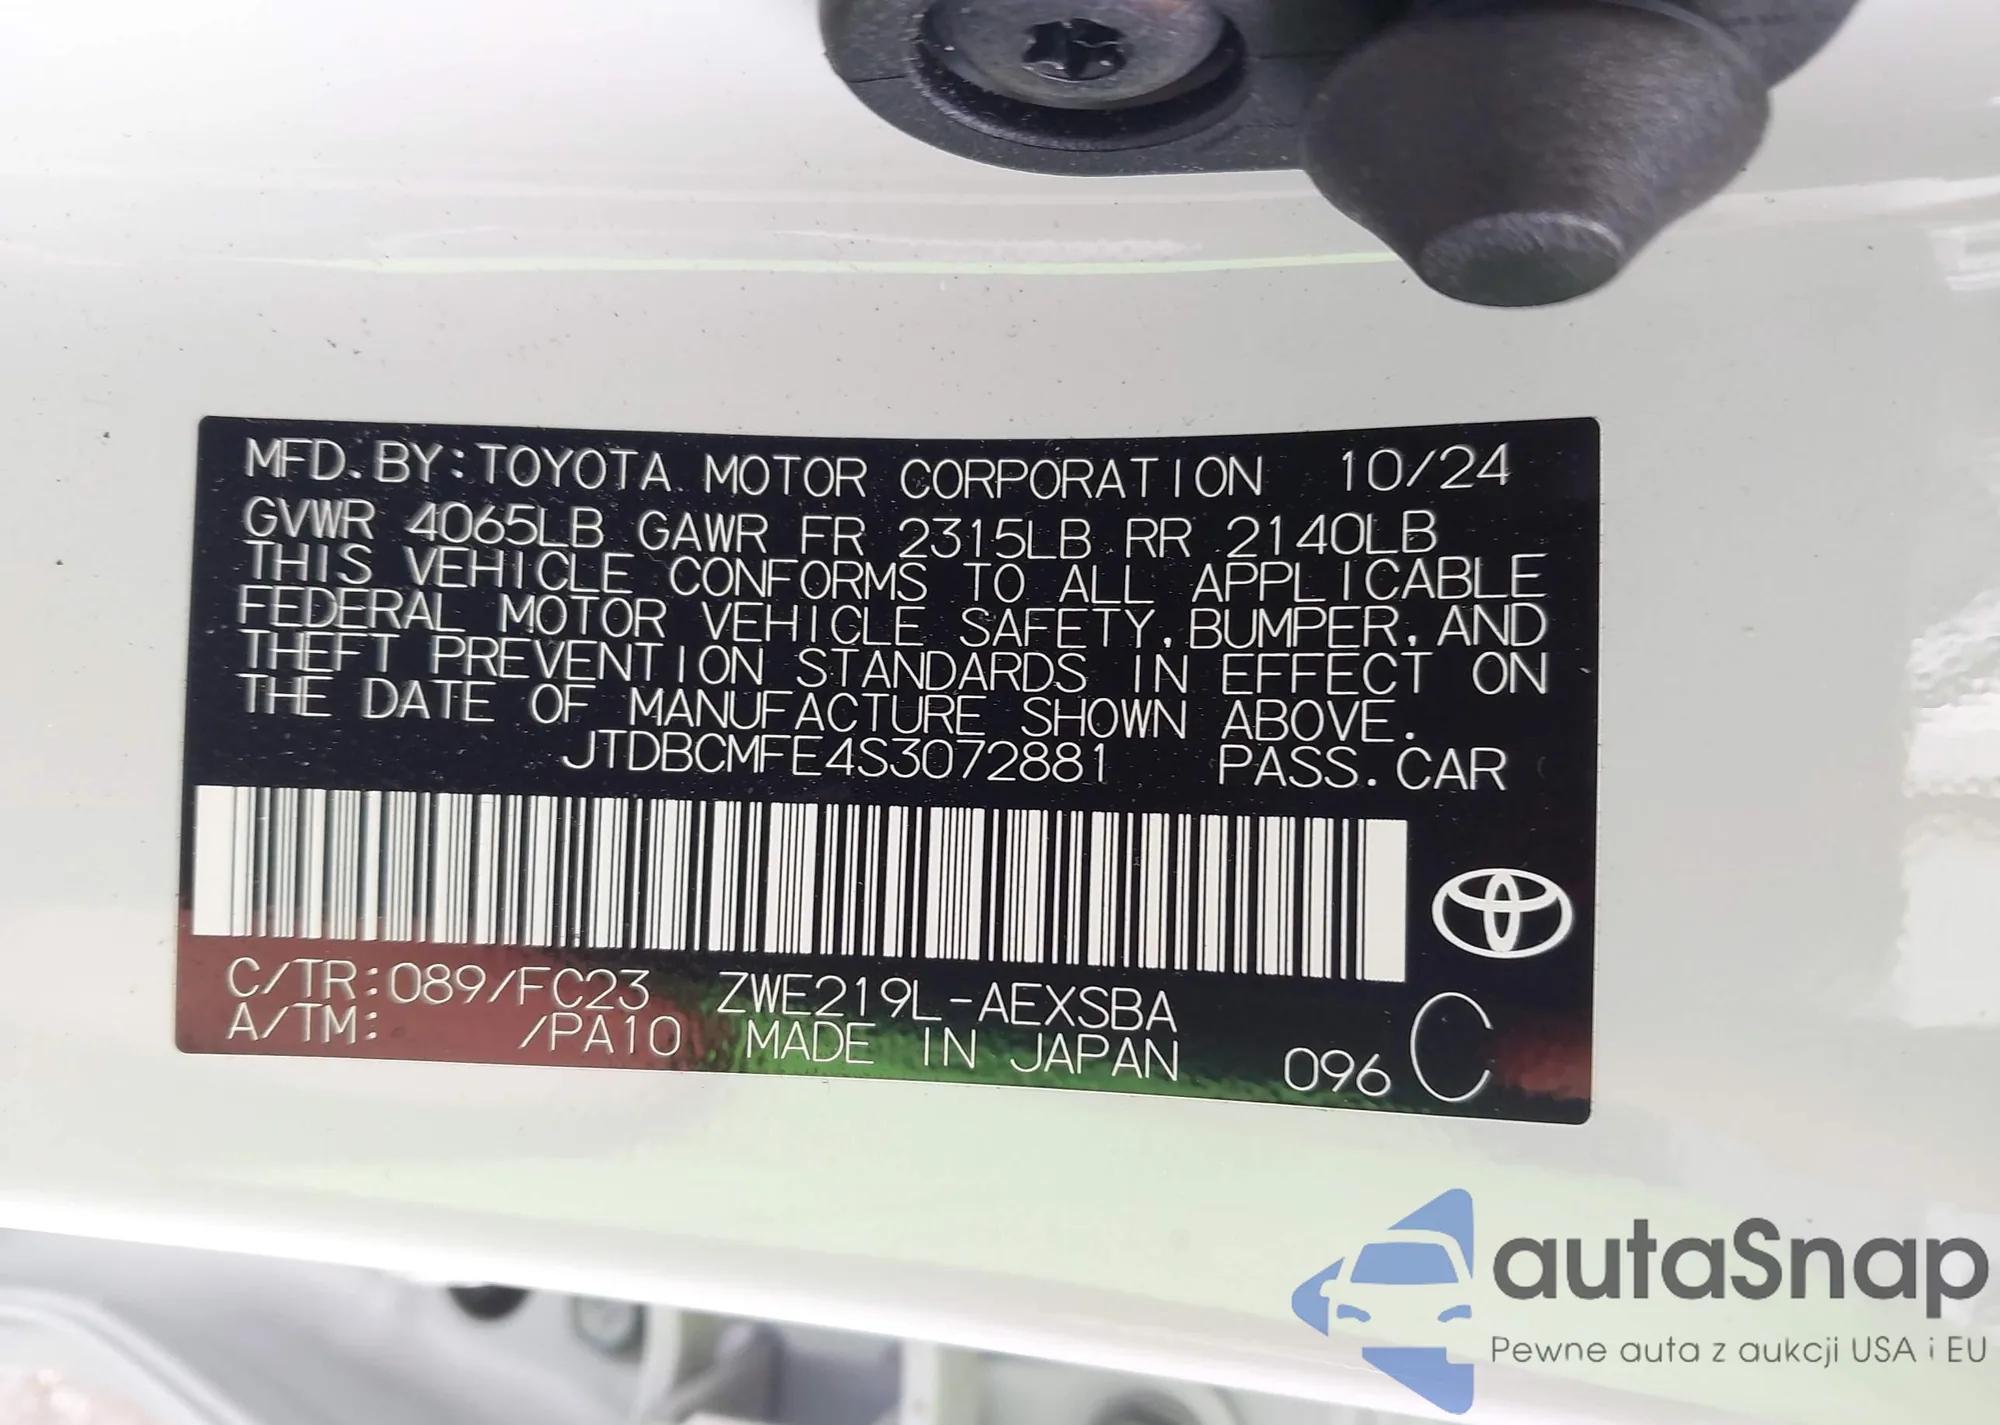 MFD.BY:TOYOTA MOTOR CORPORATION 10/24
GVWR 4065LB GAWR FR 2315LB RR 2140LB
THIS VEHICLE CONFORMS TO ALL APPLICABLE
FEDERAL MOTOR VEHICLE SAFETY,BUMPER,AND
THEFT PREVENTION STANDARDS IN EFFECT ON
THE DATE OF MANUFACTURE SHOWN ABOVE.
JTDBCMFE4S3072881 PASS.CAR
C/TR:089/FC23 ZWE219L-AEXSBA
A/TM: /PA10 MADE IN JAPAN 096 C
autaSnap
Pewne auta z aukcji USA i EU